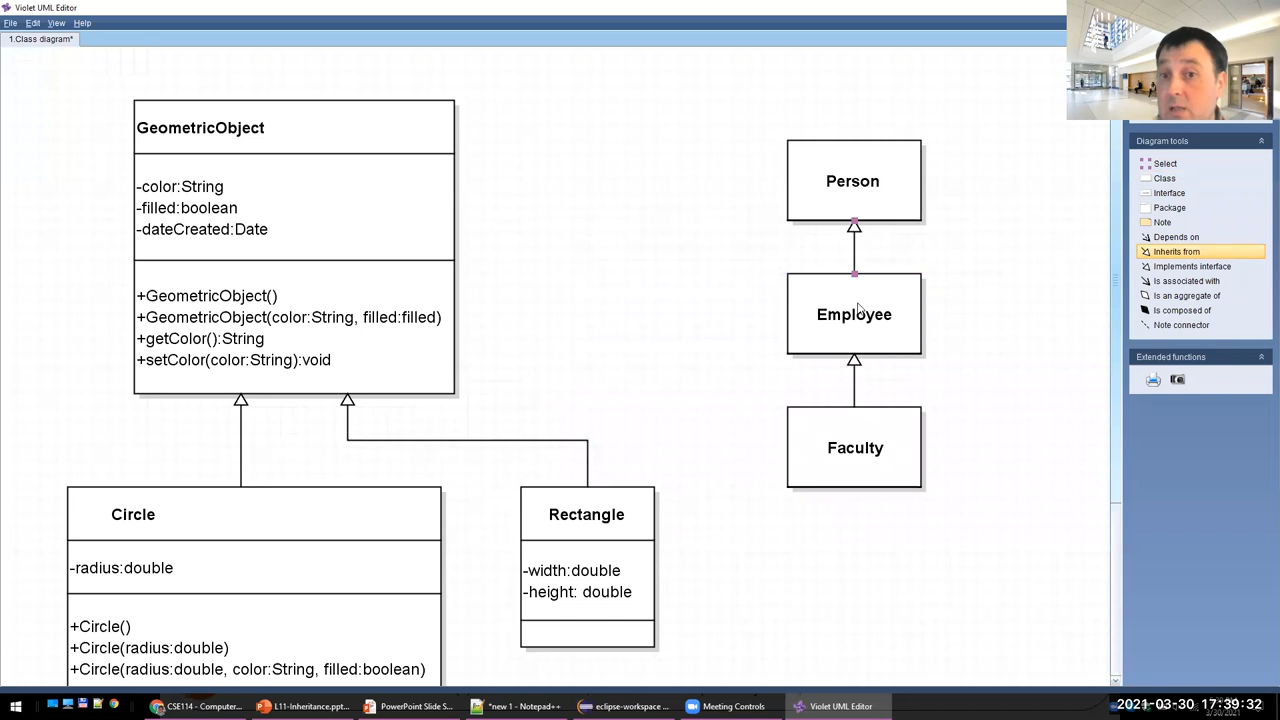 Violet UML Editor
File Edit View Help
1.Class diagram*
GeometricObject
-color:String
-filled:boolean
-dateCreated:Date
+GeometricObject()
+GeometricObject(color:String, filled:filled)
+getColor():String
+setColor(color:String):void
Circle
-radius:double
+Circle()
+Circle(radius:double)
+Circle(radius:double, color:String, filled:boolean)
Rectangle
-width:double
-height: double
Person
Employee
Faculty
Diagram tools
Select
Class
Interface
Package
Note
Depends on
Inherits from
Implements interface
Is associated with
Is an aggregate of
Is composed of
Note connector
Extended functions
CSE114 - Computer...
L11-Inheritance.ppt...
PowerPoint Slide S...
*new 1 - Notepad++
eclipse-workspace ...
Meeting Controls
Violet UML Editor
2021-03-30 17:39:32